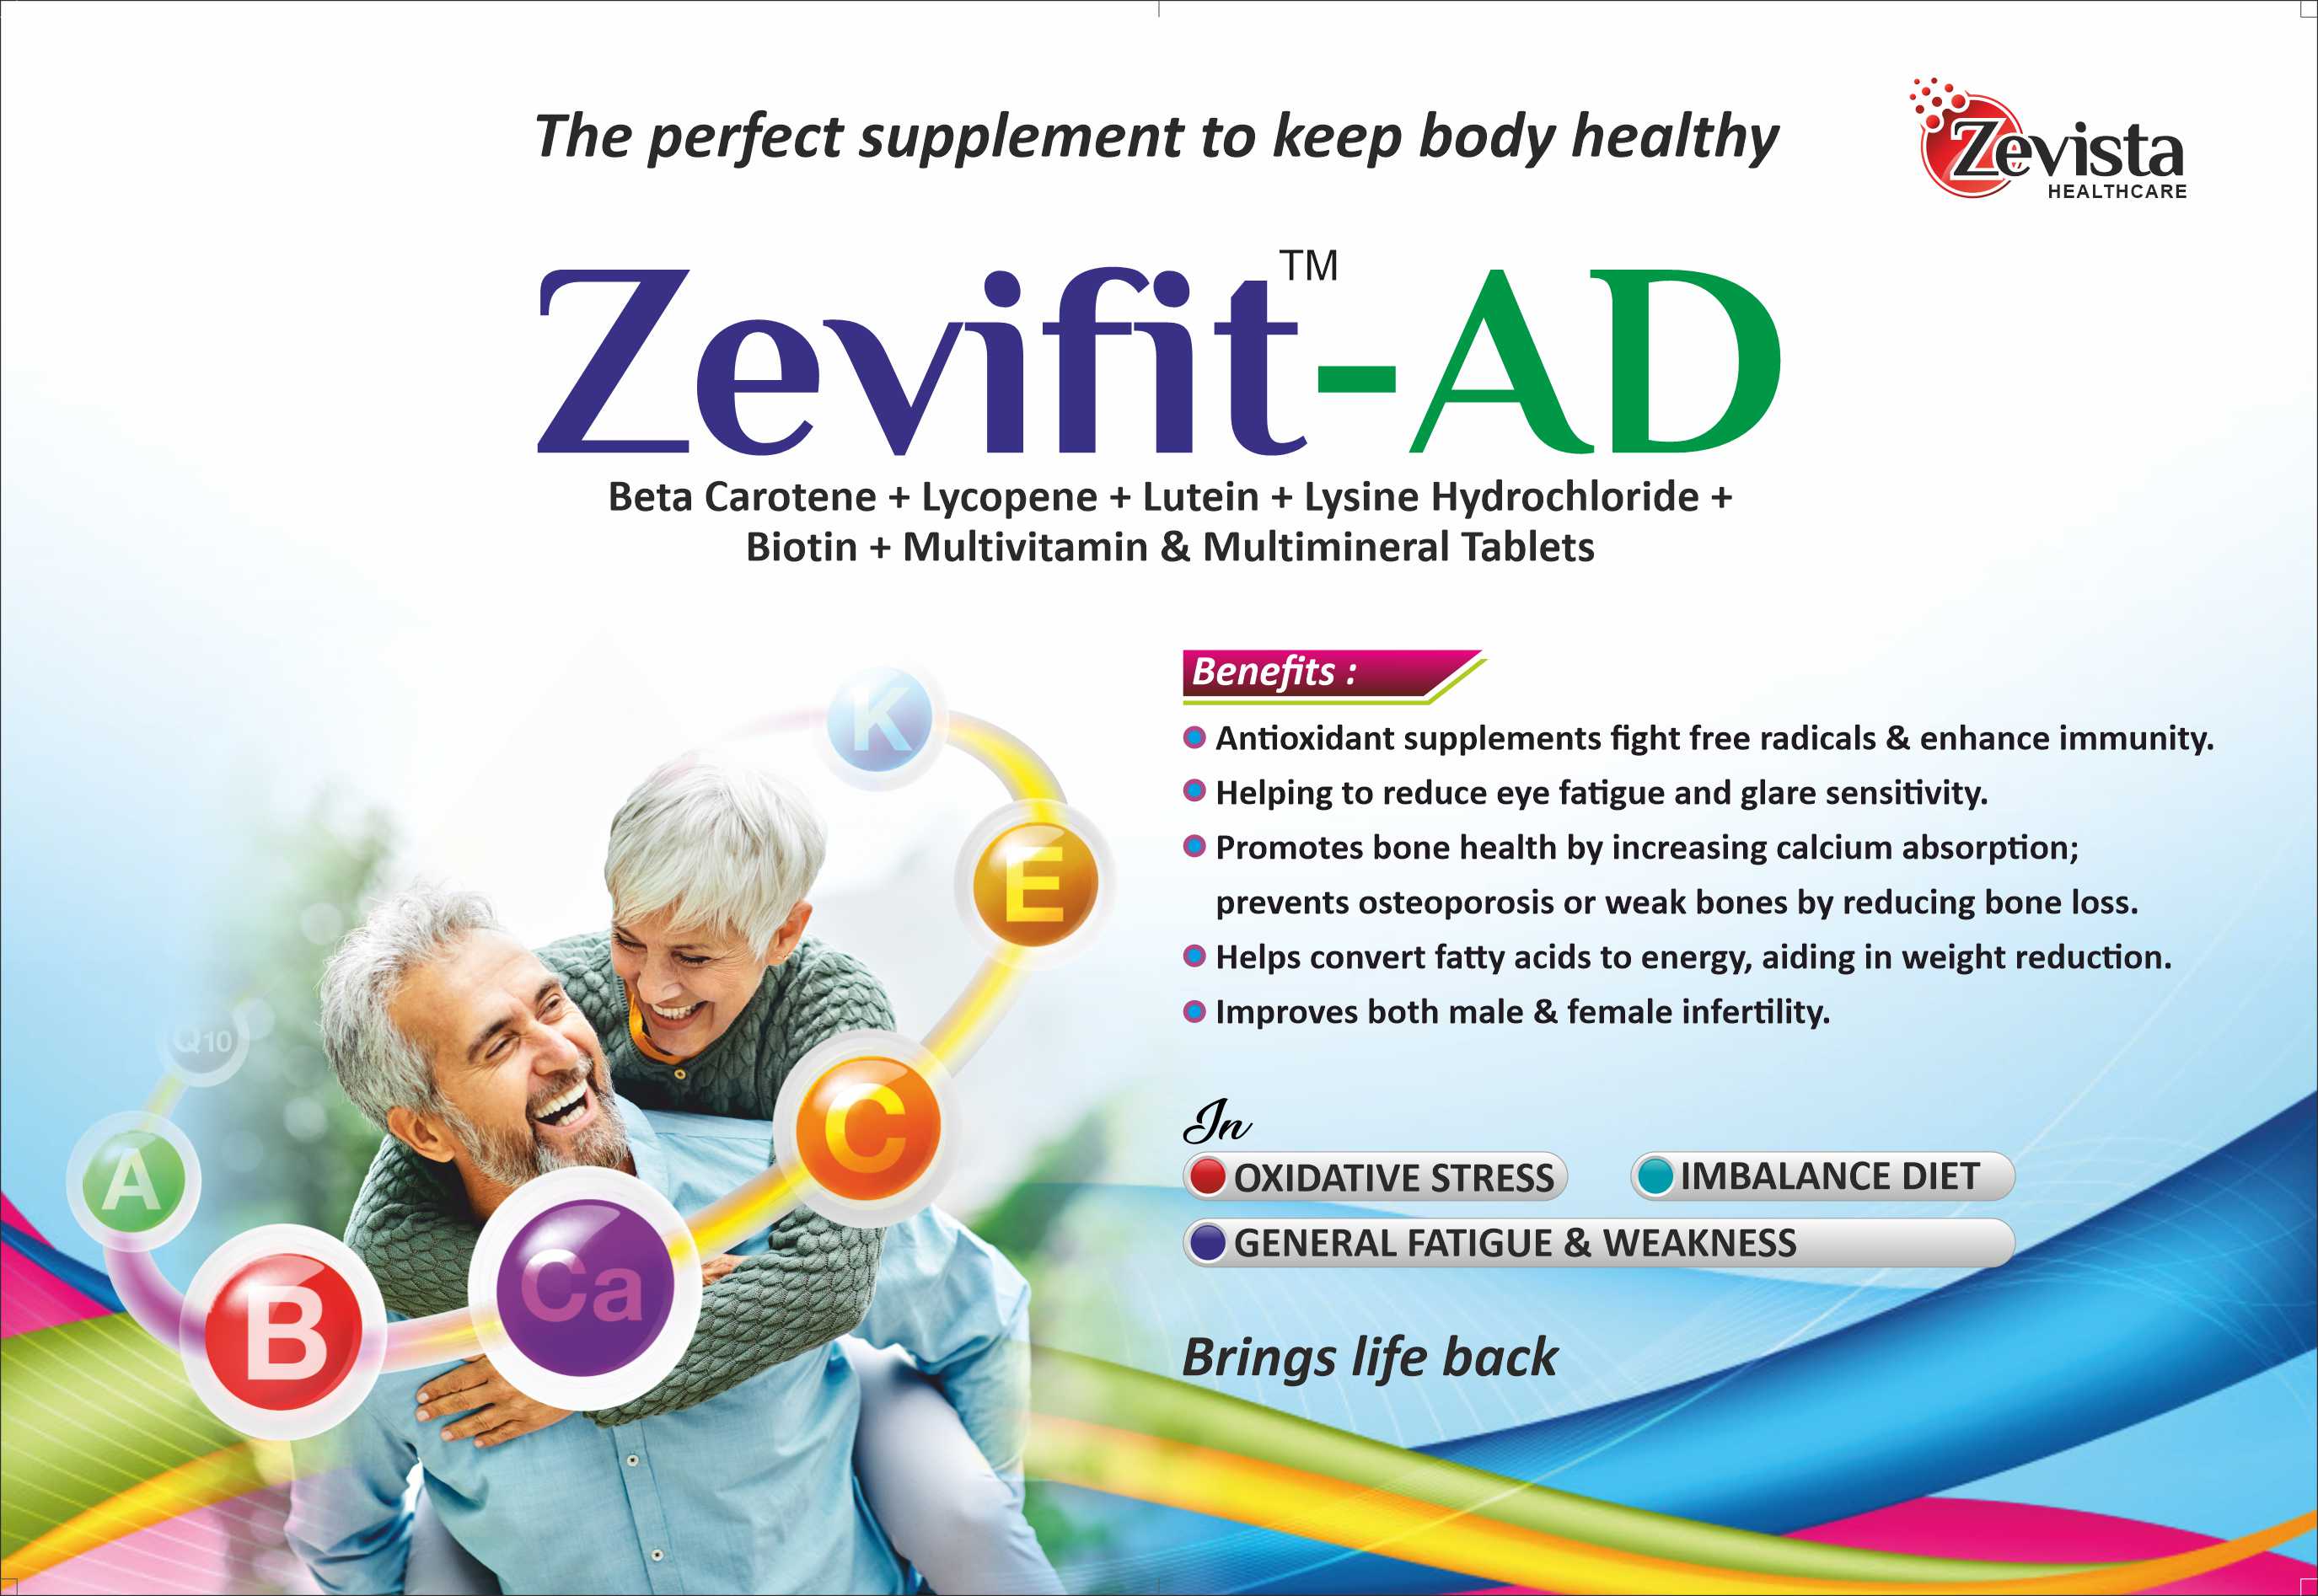 The perfect supplement to keep body healthy
Zevista
HEALTHCARE
Zevifit™-AD
Beta Carotene + Lycopene + Lutein + Lysine Hydrochloride +
Biotin + Multivitamin & Multimineral Tablets
Benefits :
Antioxidant supplements fight free radicals & enhance immunity.
Helping to reduce eye fatigue and glare sensitivity.
Promotes bone health by increasing calcium absorption;
prevents osteoporosis or weak bones by reducing bone loss.
Helps convert fatty acids to energy, aiding in weight reduction.
Improves both male & female infertility.
In
OXIDATIVE STRESS
IMBALANCE DIET
GENERAL FATIGUE & WEAKNESS
Brings life back
K
E
C
Ca
B
A
Q10